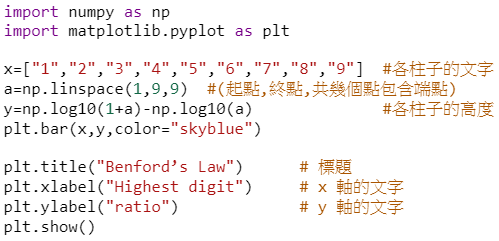 import numpy as np
import matplotlib.pyplot as plt
x=["1","2","3","4","5","6","7","8","9"]  #各柱子的文字
a=np.linspace(1,9,9)  #(起點,終點,共幾個點包含端點)
y=np.log10(1+a)-np.log10(a)             #各柱子的高度
plt.bar(x,y,color="skyblue")
plt.title("Benford’s Law")      # 標題
plt.xlabel("Highest digit")     # x 軸的文字
plt.ylabel("ratio")             # y 軸的文字
plt.show()